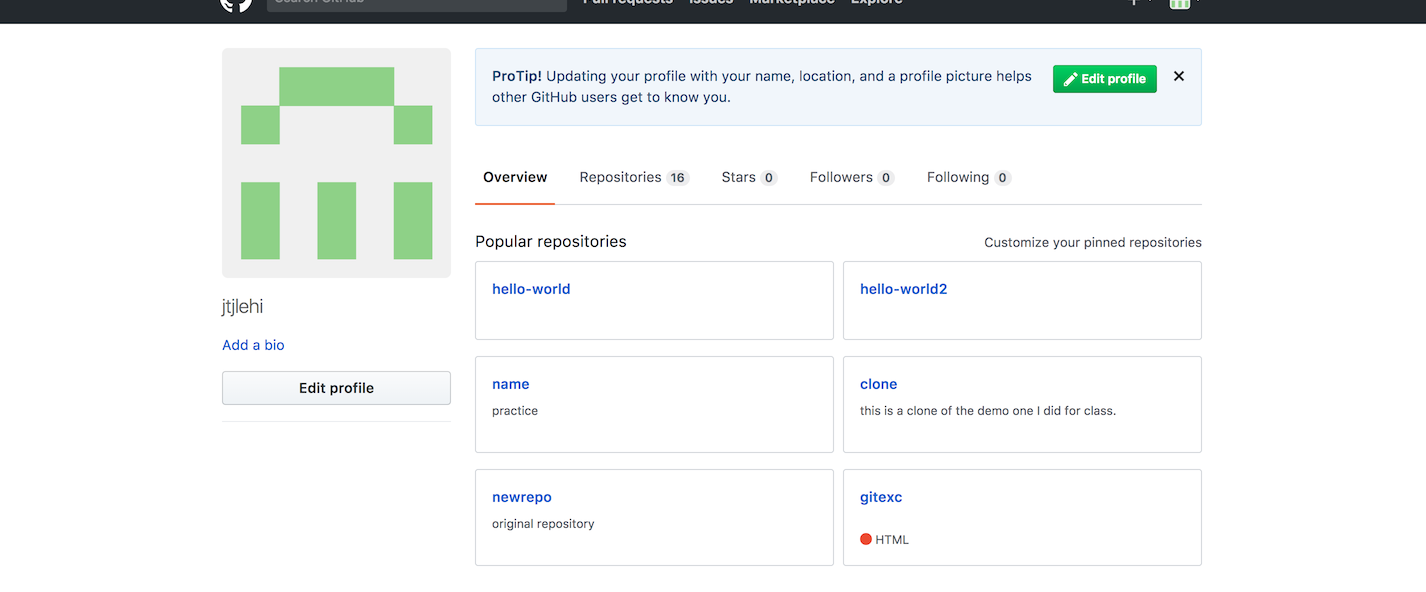 Search GitHub Pull requests Issues Marketplace Explore
ProTip! Updating your profile with your name, location, and a profile picture helps
other GitHub users get to know you.
Edit profile
Overview Repositories 16 Stars 0 Followers 0 Following 0
Popular repositories Customize your pinned repositories
hello-world
hello-world2
name
practice
clone
this is a clone of the demo one I did for class.
newrepo
original repository
gitexc
HTML
jtjlehi
Add a bio
Edit profile